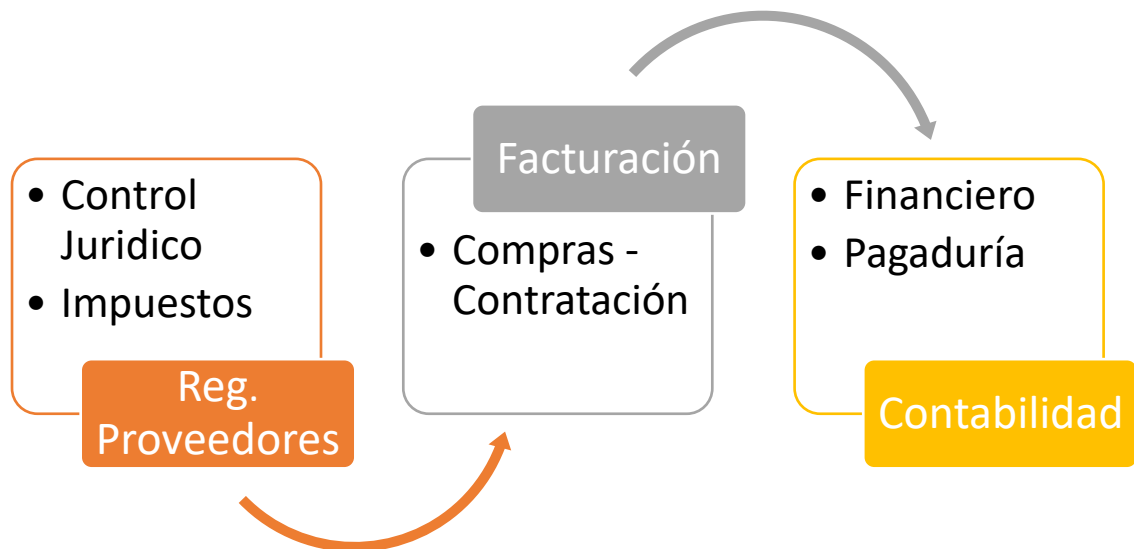 • Control
Juridico
• Impuestos
Reg.
Proveedores
Facturación
• Compras -
Contratación
• Financiero
• Pagaduría
Contabilidad